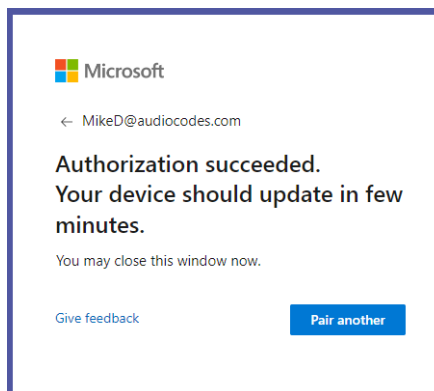 Microsoft
← MikeD@audiocodes.com
Authorization succeeded.
Your device should update in few
minutes.
You may close this window now.
Give feedback
Pair another